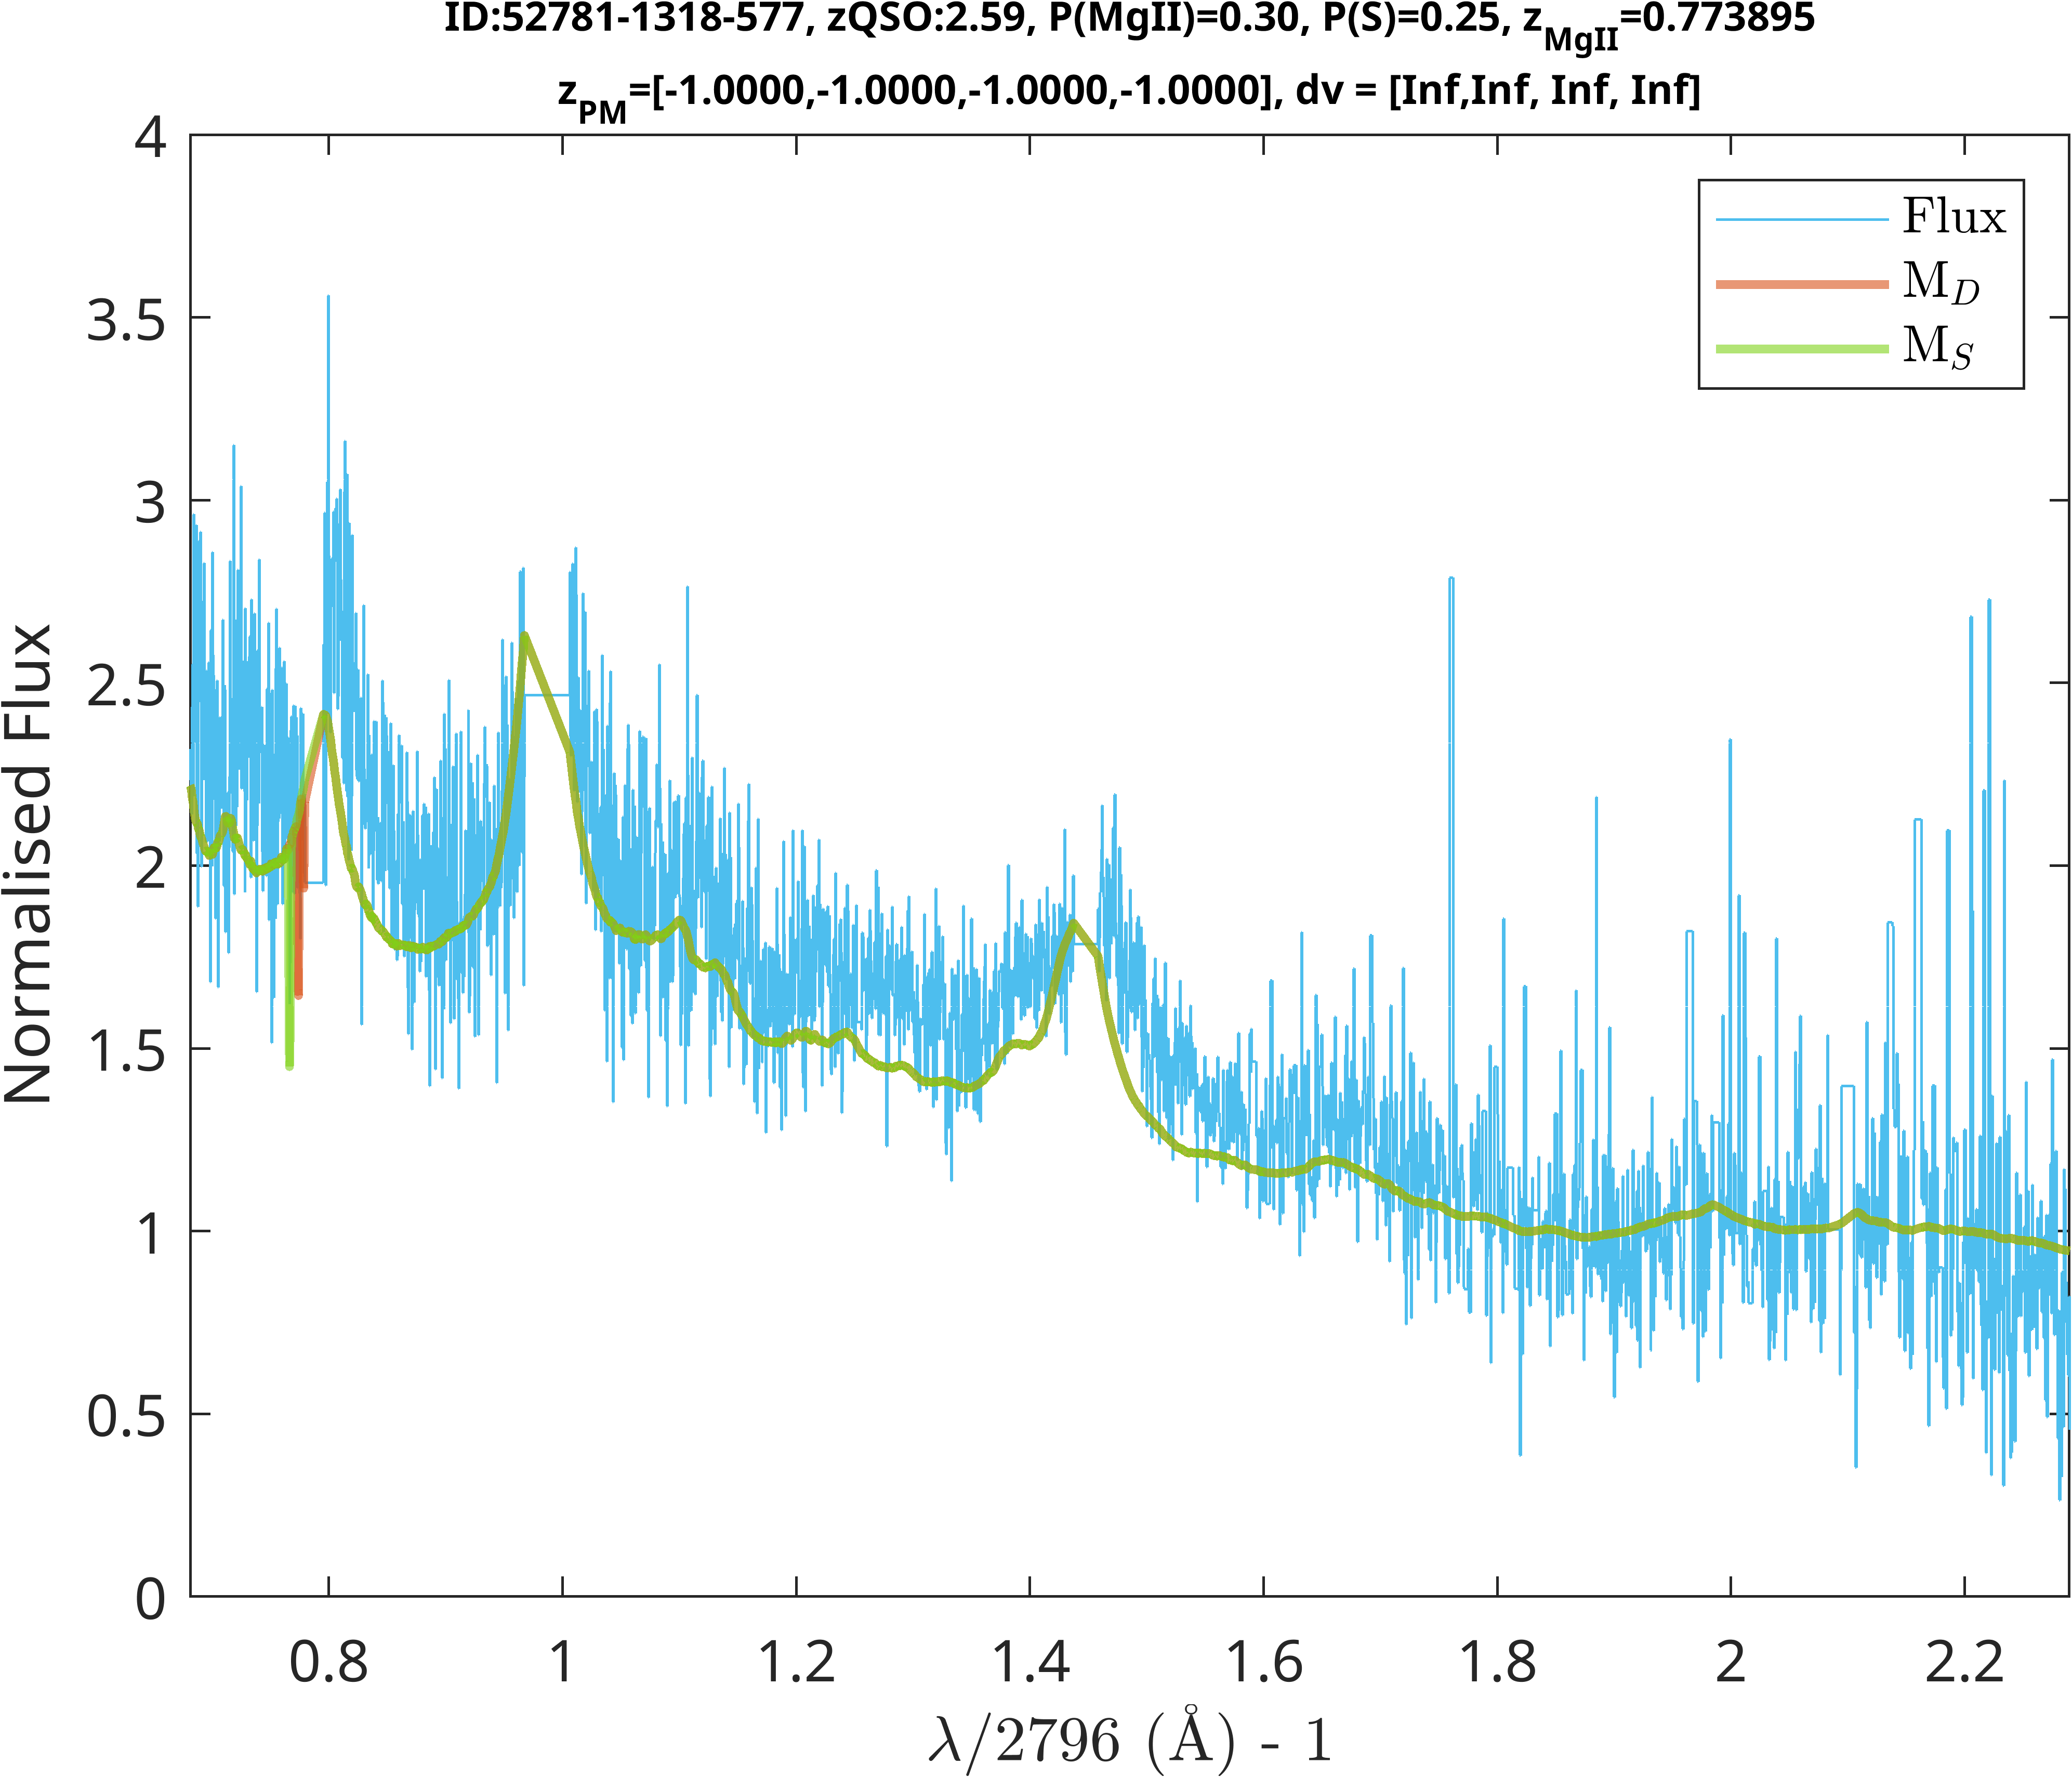 ID:52781-1318-577, zQSO:2.59, P(MgII)=0.30, P(S)=0.25, zMgII=0.773895
zPM=[-1.0000,-1.0000,-1.0000,-1.0000], dv = [Inf,Inf, Inf, Inf]
4
3.5
3
2.5
2
1.5
1
0.5
0
Normalised Flux
Flux
MD
MS
0.8
1
1.2
1.4
1.6
1.8
2
2.2
λ/2796 (Å) - 1